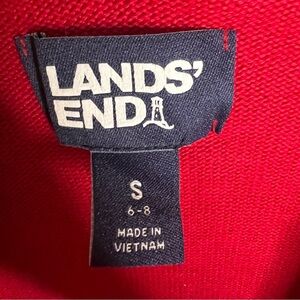 LANDS'
END
S
6-8
MADE IN
VIETNAM